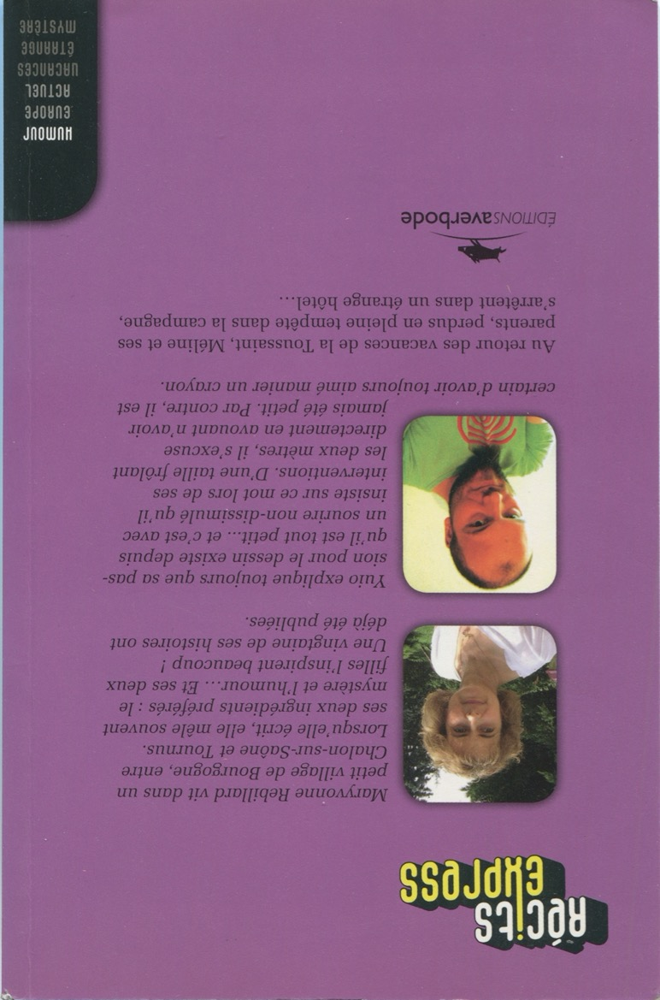 Récits
express
Maryvonne Rebillard vit dans un
petit village de Bourgogne, entre
Chalon-sur-Saône et Tournus.
Lorsqu'elle écrit, elle mêle souvent
ses deux ingrédients préférés : le
mystère et l'humour... Et ses deux
filles l'inspirent beaucoup !
Une vingtaine de ses histoires ont
déjà été publiées.
Yuio explique toujours que sa pas-
sion pour le dessin existe depuis
qu'il est tout petit... et c'est avec
un sourire non-dissimulé qu'il
insiste sur ce mot lors de ses
interventions. D'une taille frôlant
les deux mètres, il s'excuse
directement en avouant n'avoir
jamais été petit. Par contre, il est
certain d'avoir toujours aimé manier un crayon.
Au retour des vacances de la Toussaint, Méline et ses
parents, perdus en pleine tempête dans la campagne,
s'arrêtent dans un étrange hôtel...
ÉDITIONS averbode
HUMOUR
EUROPE
ACTUEL
VACANCES
ÉTRANGE
MYSTÈRE